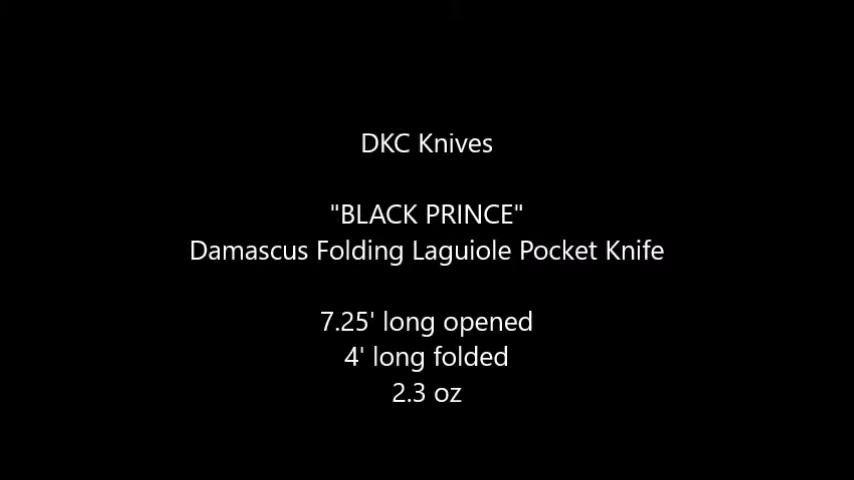 DKC Knives
"BLACK PRINCE"
Damascus Folding Laguiole Pocket Knife
7.25' long opened
4' long folded
2.3 oz